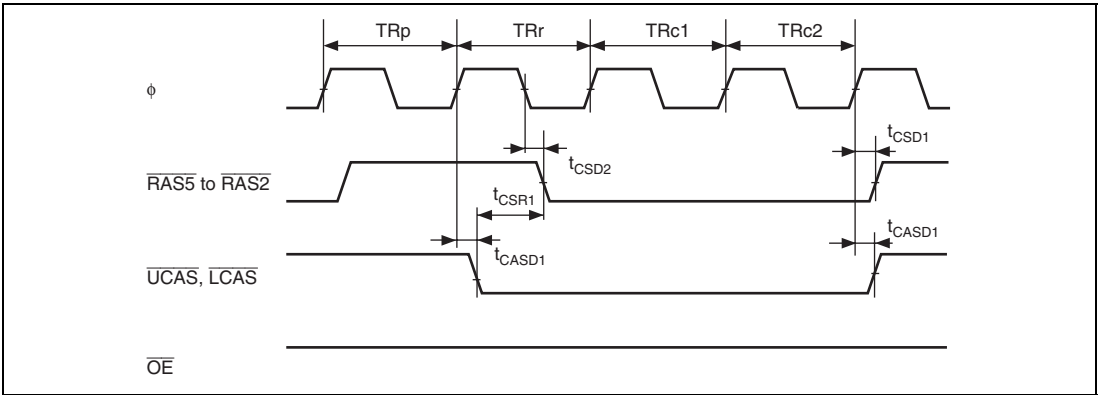 TRp TRr TRc1 TRc2
ϕ
RAS5 to RAS2
tCSD2
tCSD1
tCSR1
UCAS, LCAS
tCASD1
tCASD1
OE